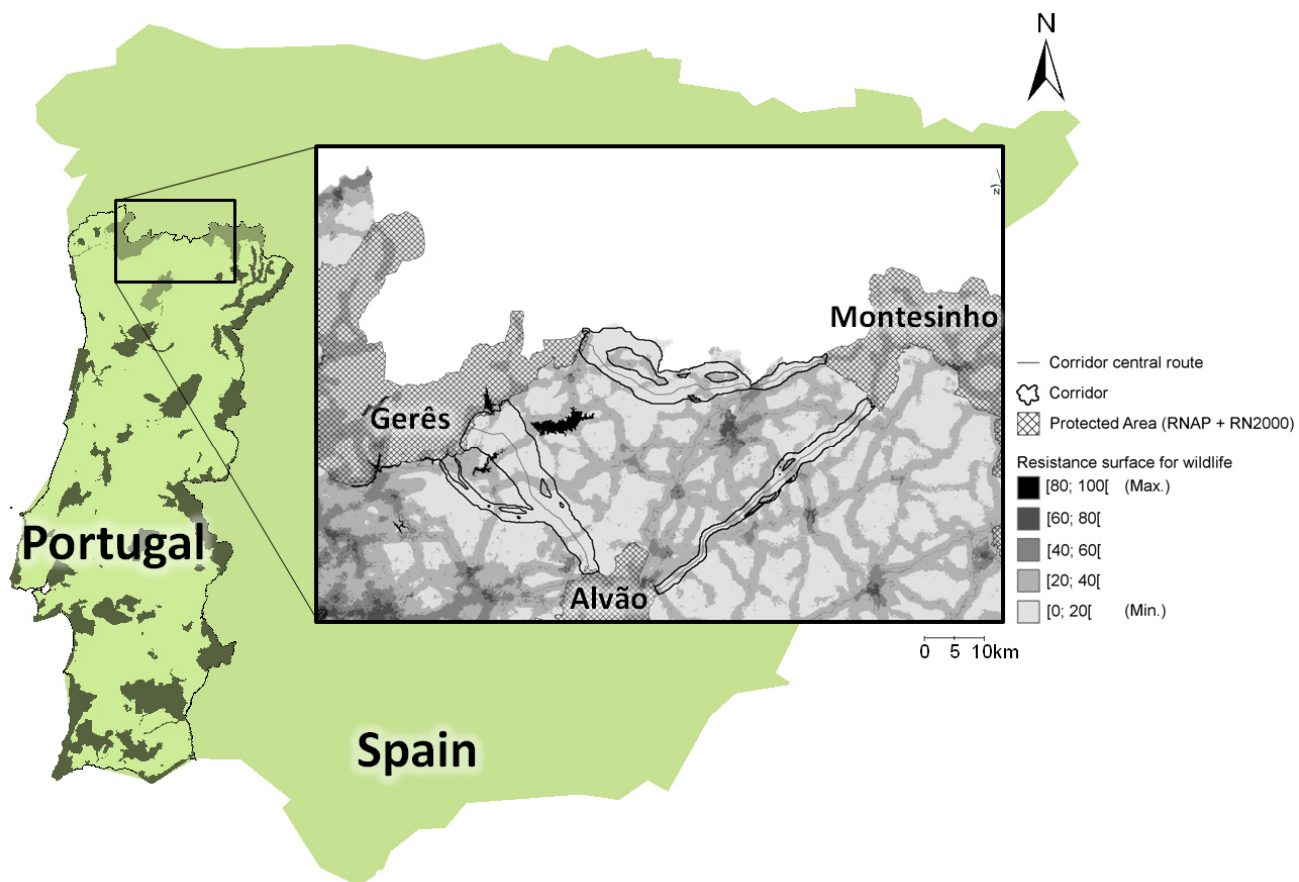 N
N
Montesinho
Gerês
Alvão
Portugal
Spain
Corridor central route
Corridor
Protected Area (RNAP + RN2000)
Resistance surface for wildlife
[80; 100[ (Max.)
[60; 80[
[40; 60[
[20; 40[
[0; 20[ (Min.)
0 5 10km